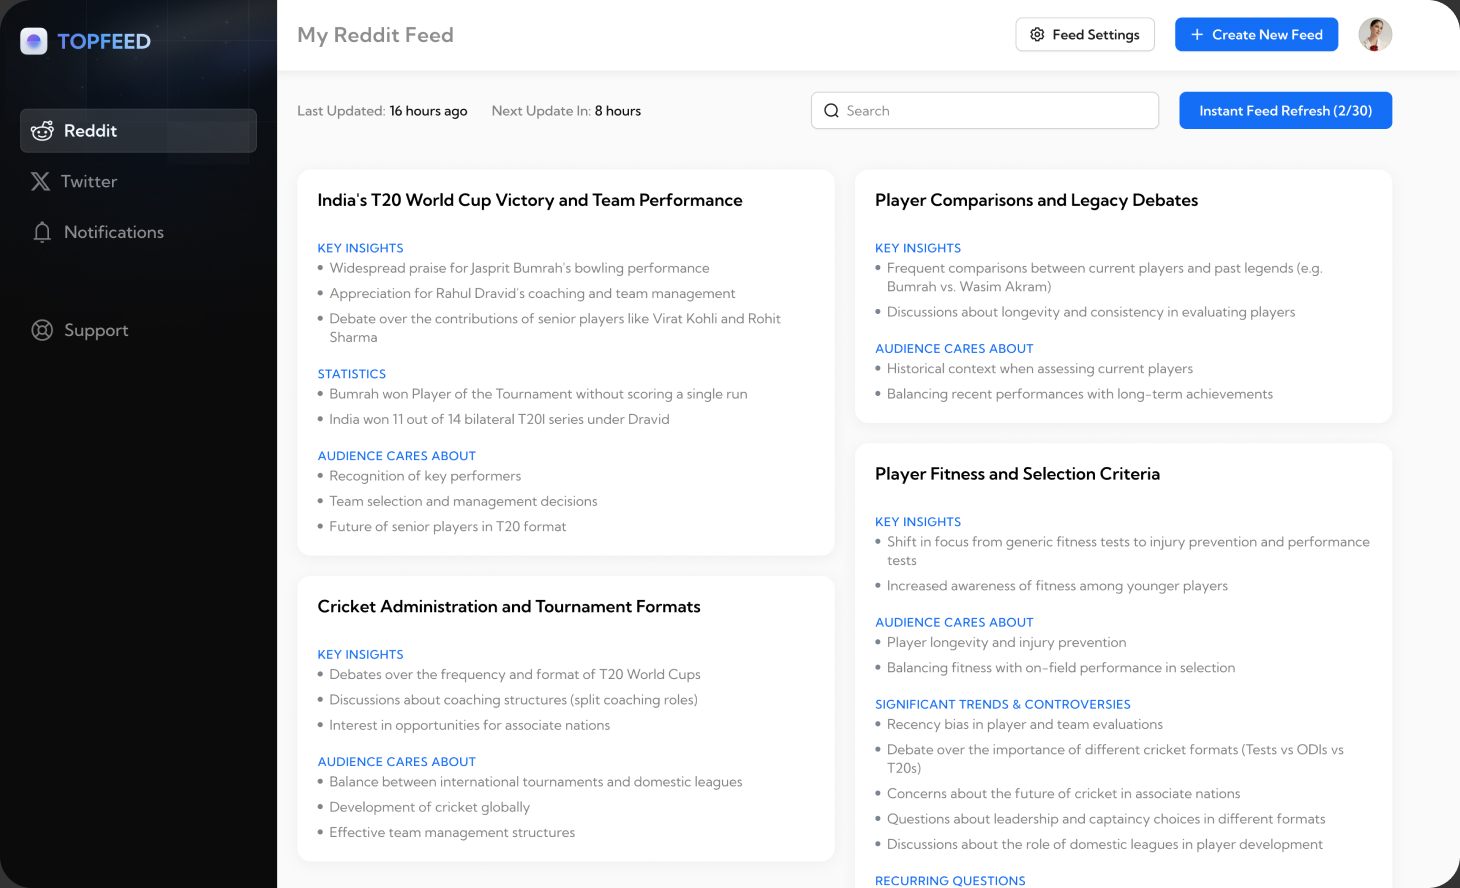 TOPFEED
Reddit
Twitter
Notifications
Support
My Reddit Feed
Feed Settings
+ Create New Feed
Last Updated: 16 hours ago
Next Update In: 8 hours
Search
Instant Feed Refresh (2/30)
India's T20 World Cup Victory and Team Performance
KEY INSIGHTS
• Widespread praise for Jasprit Bumrah's bowling performance
• Appreciation for Rahul Dravid's coaching and team management
• Debate over the contributions of senior players like Virat Kohli and Rohit
Sharma
STATISTICS
• Bumrah won Player of the Tournament without scoring a single run
• India won 11 out of 14 bilateral T20I series under Dravid
AUDIENCE CARES ABOUT
• Recognition of key performers
• Team selection and management decisions
• Future of senior players in T20 format
Cricket Administration and Tournament Formats
KEY INSIGHTS
• Debates over the frequency and format of T20 World Cups
• Discussions about coaching structures (split coaching roles)
• Interest in opportunities for associate nations
AUDIENCE CARES ABOUT
• Balance between international tournaments and domestic leagues
• Development of cricket globally
• Effective team management structures
Player Comparisons and Legacy Debates
KEY INSIGHTS
• Frequent comparisons between current players and past legends (e.g.
Bumrah vs. Wasim Akram)
• Discussions about longevity and consistency in evaluating players
AUDIENCE CARES ABOUT
• Historical context when assessing current players
• Balancing recent performances with long-term achievements
Player Fitness and Selection Criteria
KEY INSIGHTS
• Shift in focus from generic fitness tests to injury prevention and performance
tests
• Increased awareness of fitness among younger players
AUDIENCE CARES ABOUT
• Player longevity and injury prevention
• Balancing fitness with on-field performance in selection
SIGNIFICANT TRENDS & CONTROVERSIES
• Recency bias in player and team evaluations
• Debate over the importance of different cricket formats (Tests vs ODIs vs
T20s)
• Concerns about the future of cricket in associate nations
• Questions about leadership and captaincy choices in different formats
• Discussions about the role of domestic leagues in player development
RECURRING QUESTIONS